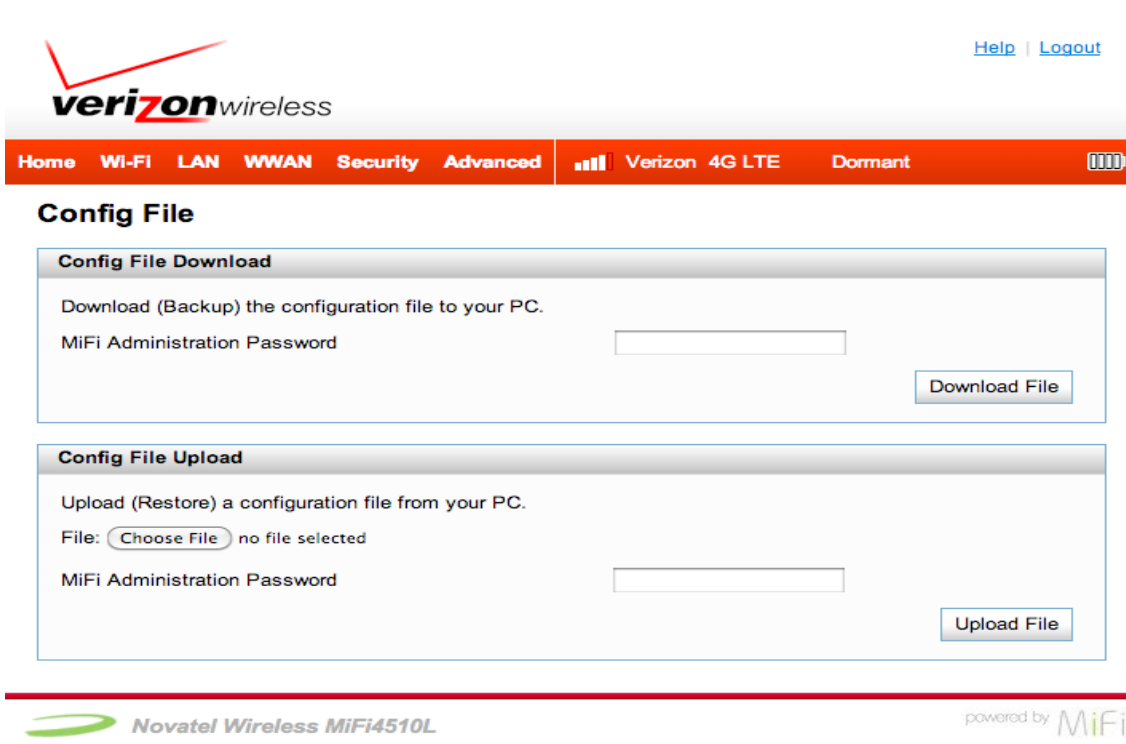 Help | Logout
verizonwireless
Home Wi-Fi LAN WWAN Security Advanced Verizon 4G LTE Dormant
Config File
Config File Download
Download (Backup) the configuration file to your PC.
MiFi Administration Password
Download File
Config File Upload
Upload (Restore) a configuration file from your PC.
File: Choose File no file selected
MiFi Administration Password
Upload File
Novatel Wireless MiFi4510L
powered by MiFi